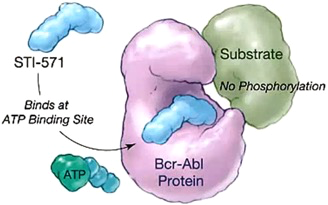 STI-571
Binds at
ATP Binding Site
ATP
Substrate
No Phosphorylation
Bcr-Abl
Protein